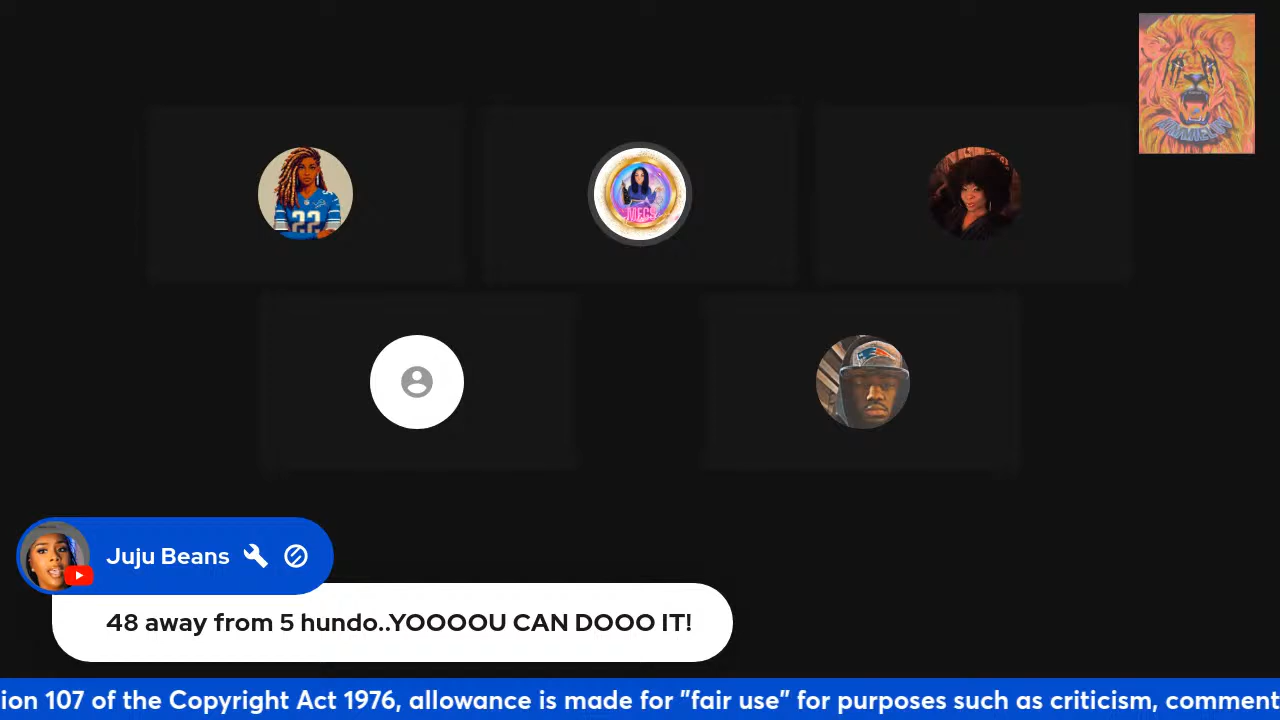 22
Juju Beans
48 away from 5 hundo..YOOOOU CAN DOOO IT!
ion 107 of the Copyright Act 1976, allowance is made for "fair use" for purposes such as criticism, comment